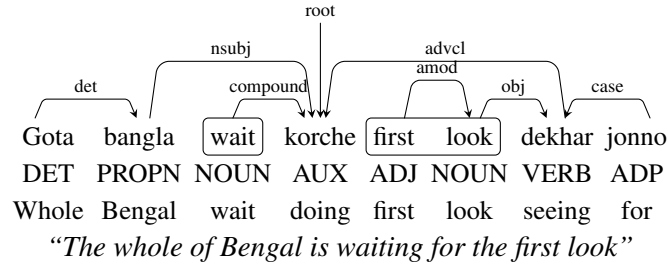 root
nsubj advcl
det compound amod obj case
Gota bangla wait korche first look dekhar jonno
DET PROPN NOUN AUX ADJ NOUN VERB ADP
Whole Bengal wait doing first look seeing for
“The whole of Bengal is waiting for the first look”